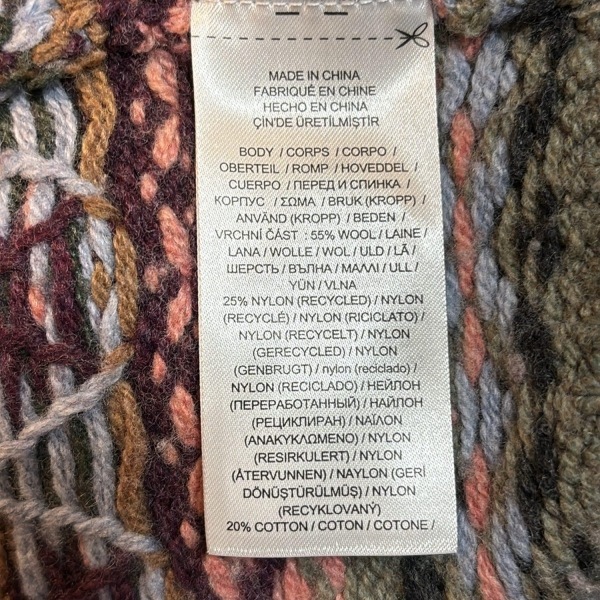 MADE IN CHINA
FABRIQUÉ EN CHINE
HECHO EN CHINA
ÇİN'DE ÜRETİLMİŞTİR
BODY / CORPS / CORPO /
OBERTEIL / ROMP / HOVEDDEL /
CUERPO / ПЕРЕД И СПИНКА /
КОРПУС / ΣΩΜΑ / BRUK (KROPP) /
ANVÄND (KROPP) / BEDEN /
VRCHNÍ ČÁST : 55% WOOL / LAINE /
LANA / WOLLE / WOL / ULD / LÃ /
ШЕРСТЬ / ВЪЛНА / ΜΑΛΛΙ / ULL /
YÜN / VLNA
25% NYLON (RECYCLED) / NYLON
(RECYCLÉ) / NYLON (RICICLATO) /
NYLON (RECYCELT) / NYLON
(GERECYCLED) / NYLON
(GENBRUGT) / nylon (reciclado) /
NYLON (RECICLADO) / НЕЙЛОН
(ПЕРЕРАБОТАННЫЙ) / НАЙЛОН
(РЕЦИКЛИРАН) / ΝΑΪΛΟΝ
(ΑΝΑΚΥΚΛΩΜΕΝΟ) / NYLON
(RESIRKULERT) / NYLON
(ÅTERVUNNEN) / NAYLON (GERİ
DÖNÜŞTÜRÜLMÜŞ) / NYLON
(RECYKLOVANÝ)
20% COTTON / COTON / COTONE /